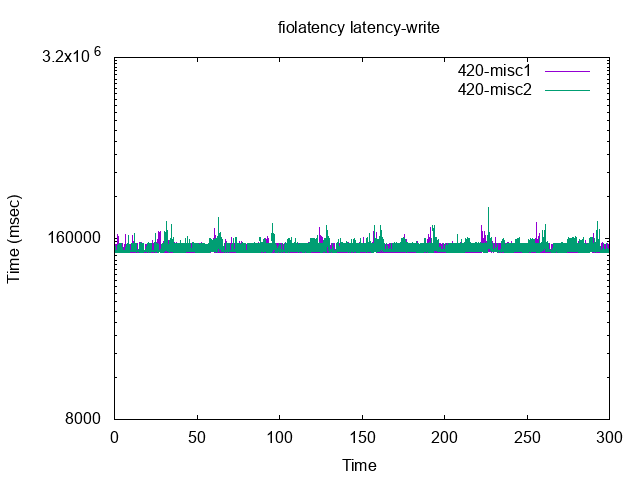 fiolatency latency-write
3.2x10 6
420-misc1
420-misc2
Time (msec)
160000
8000
0 50 100 150 200 250 300
Time